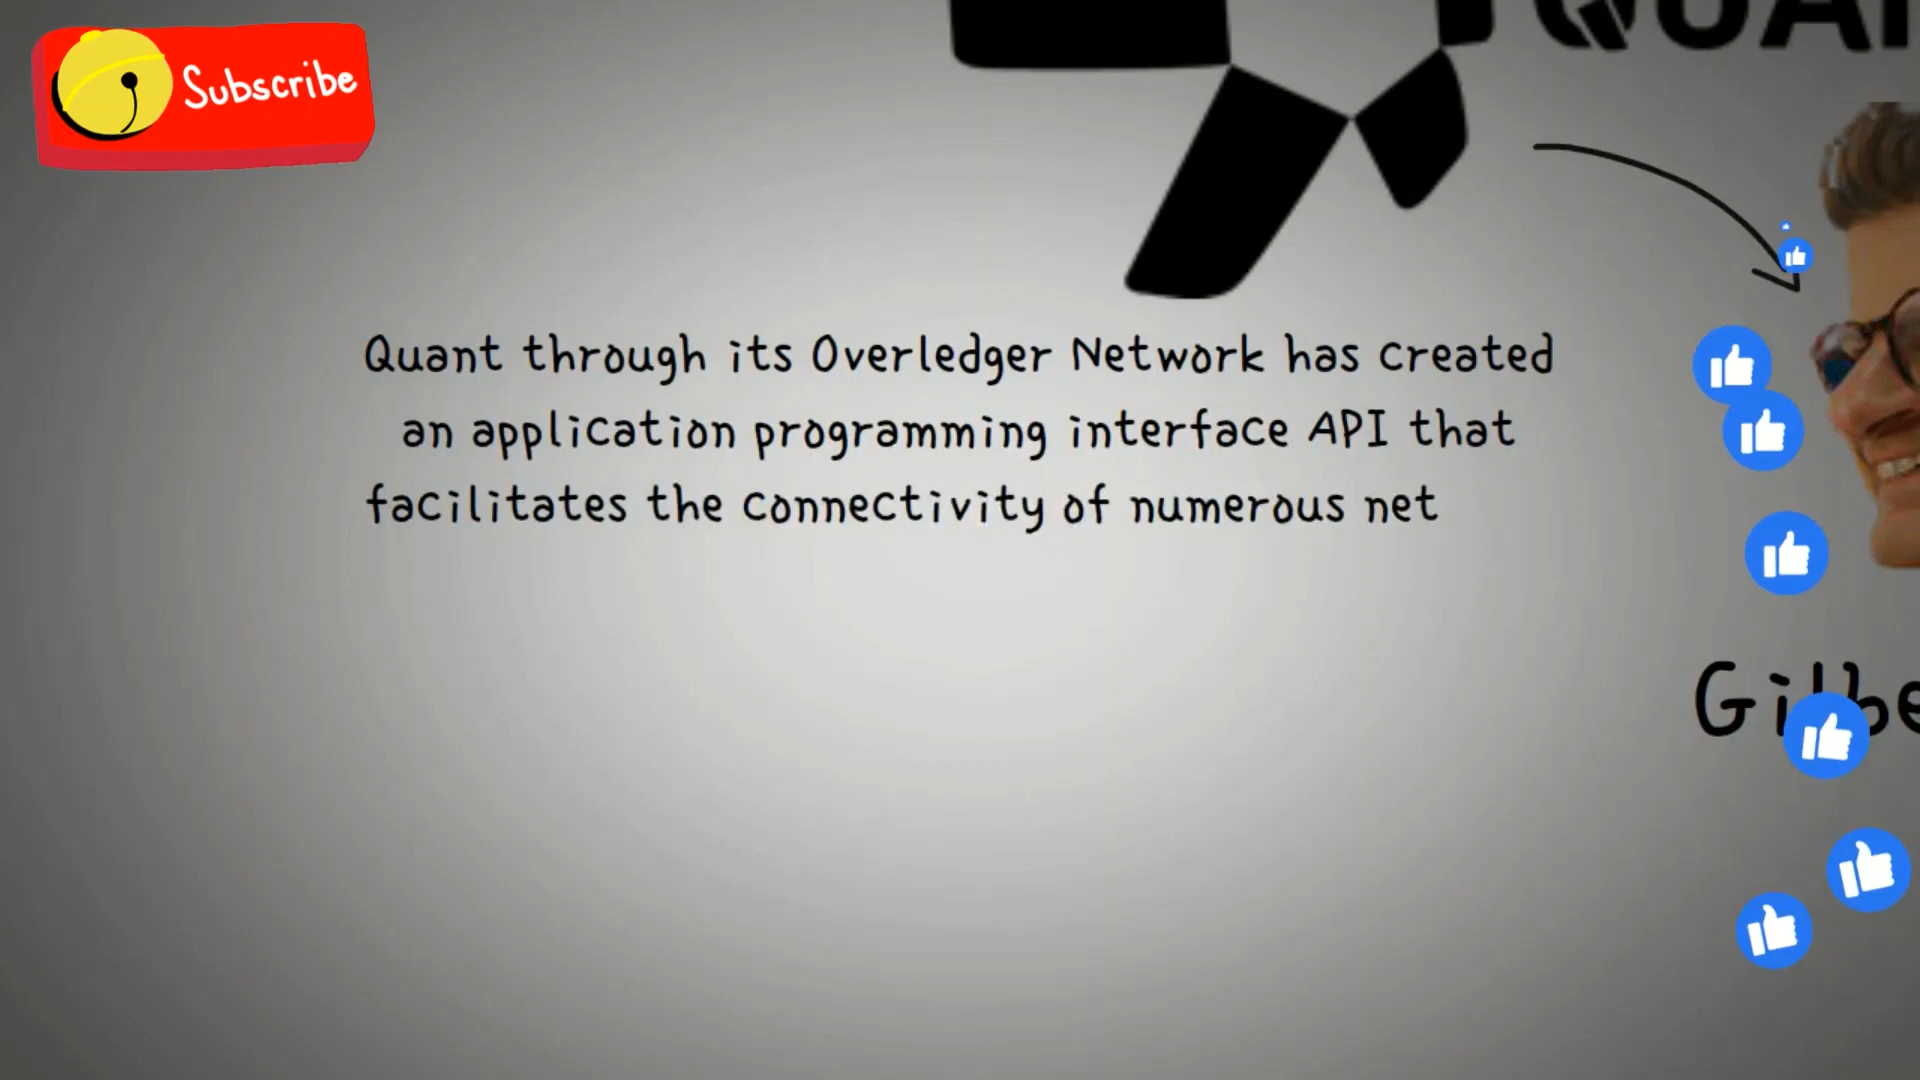 Subscribe
Quant through its Overledger Network has created
an application programming interface API that
facilitates the connectivity of numerous net